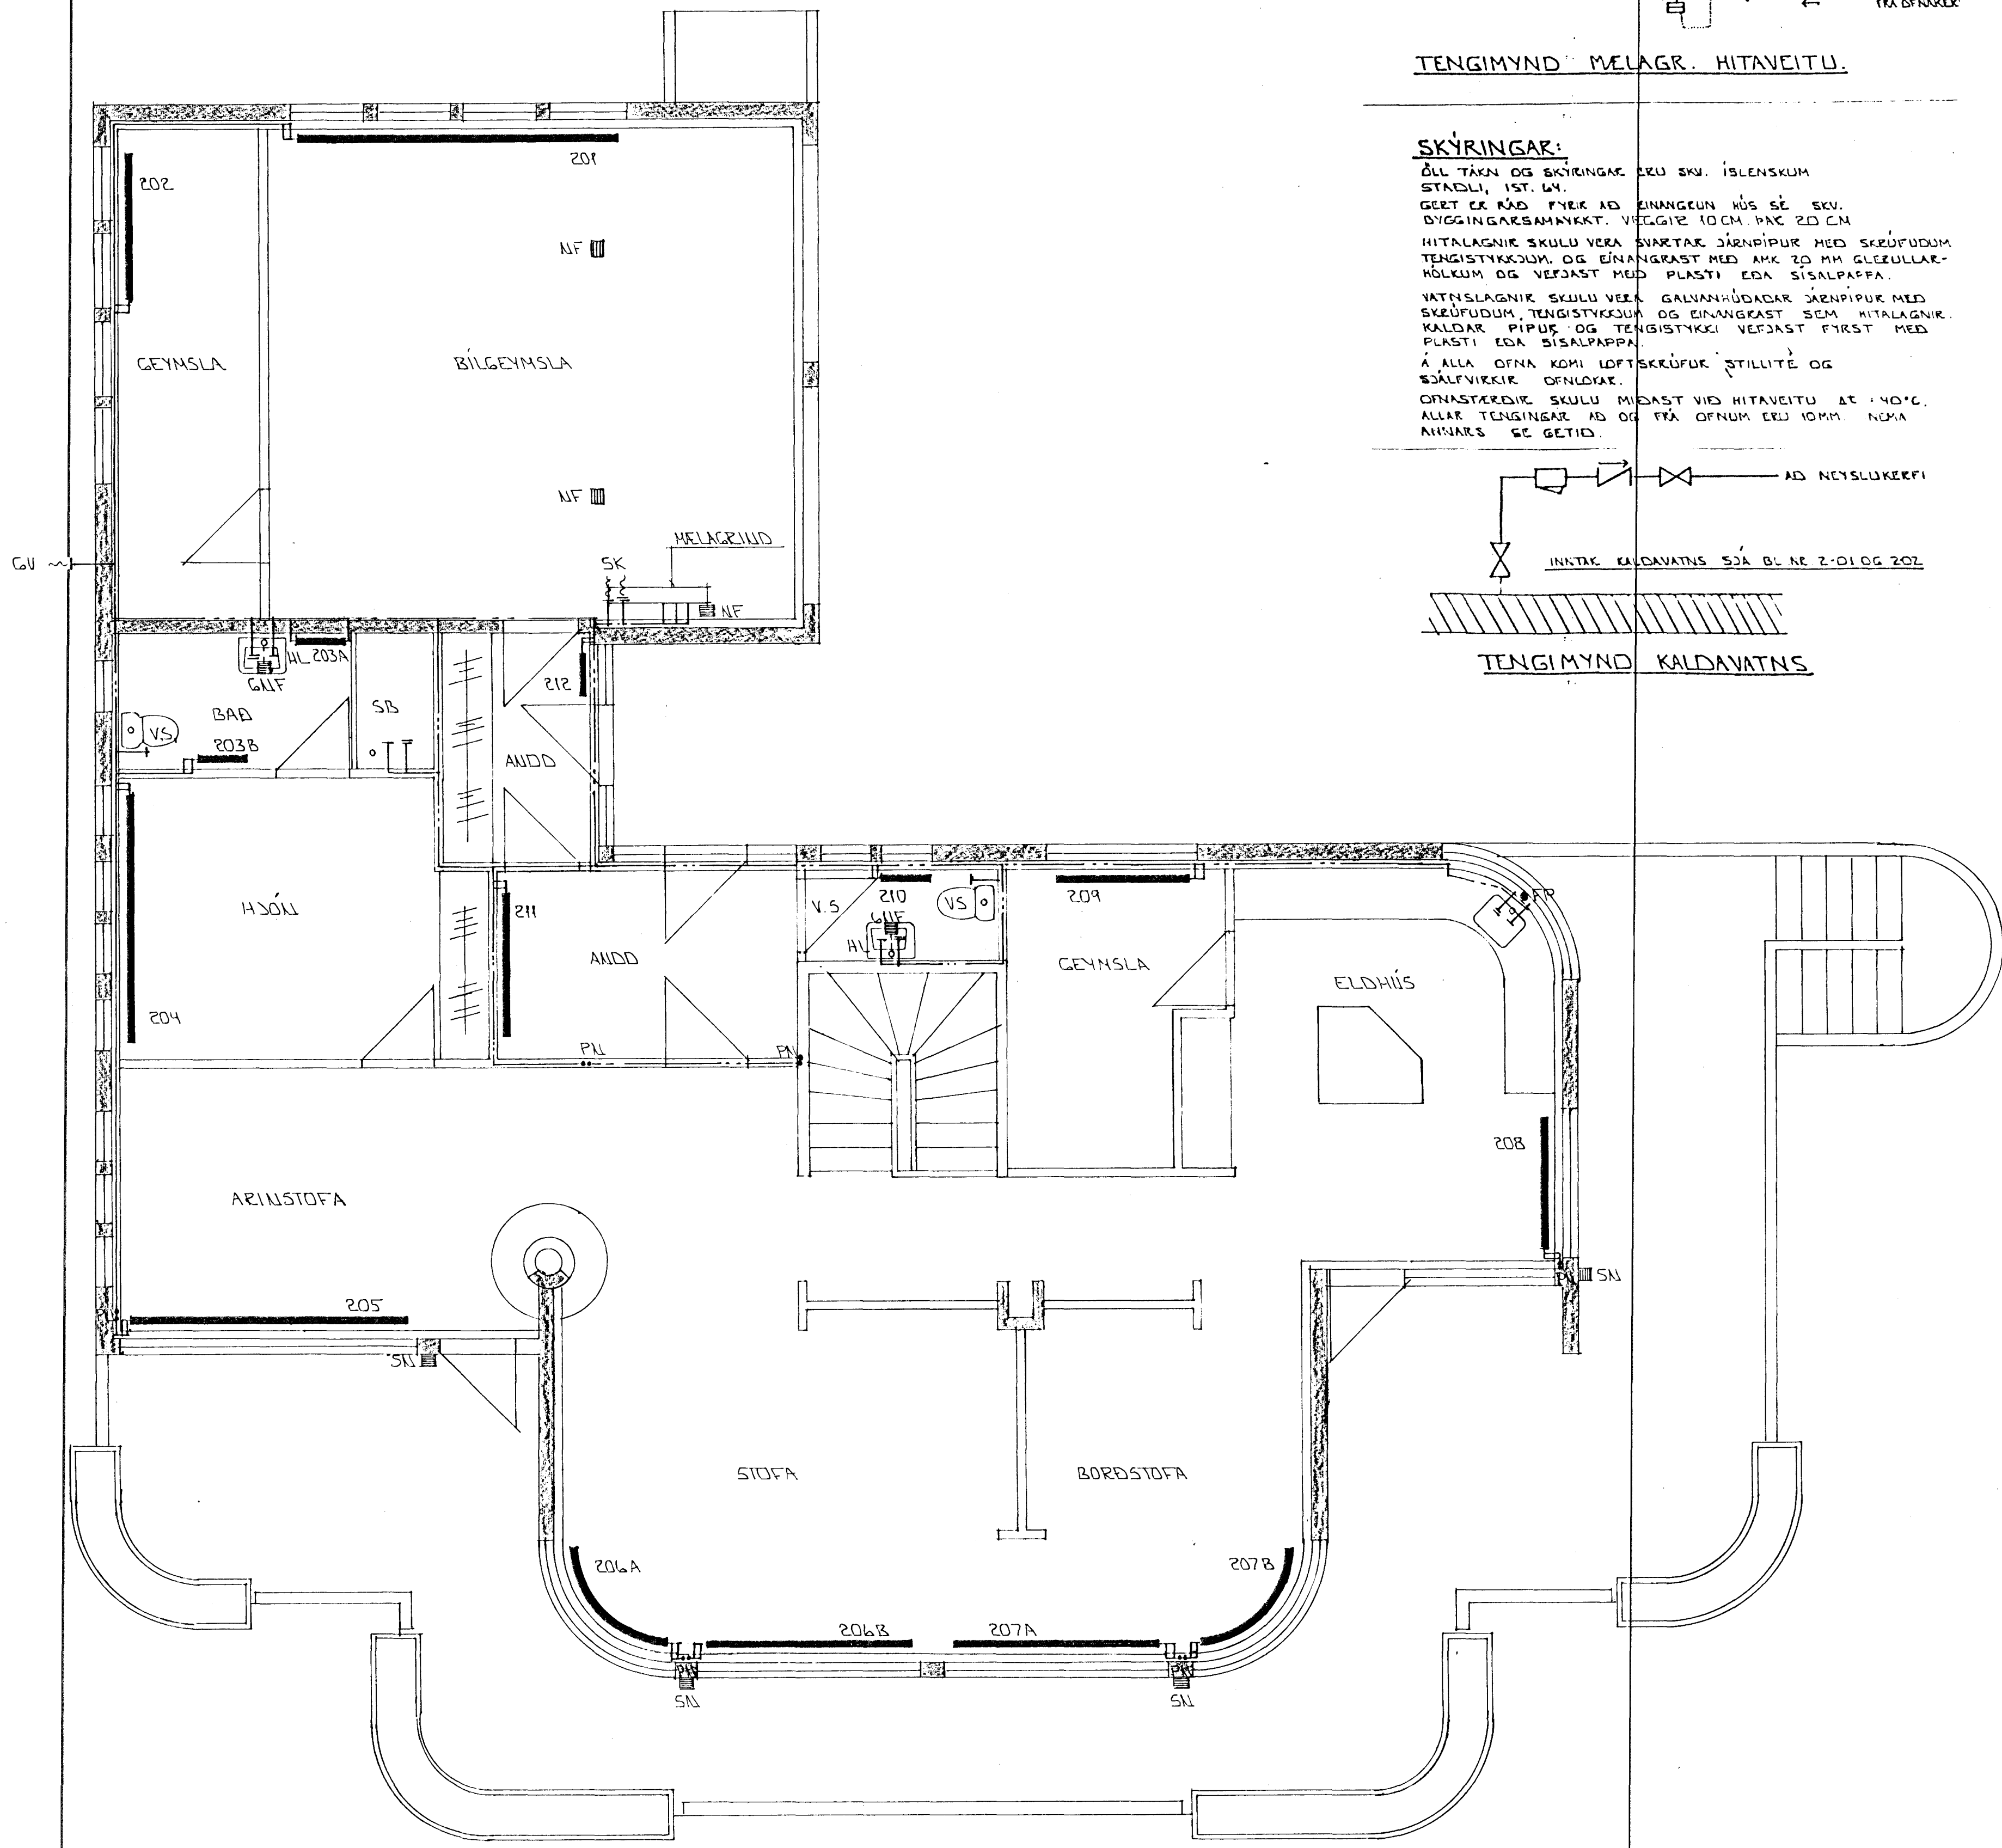 FRÁ OFNAKER
TENGIMYND MÆLAGR. HITAVEITU.
SKÝRINGAR:
ÖLL TÁKN OG SKÝRINGAR ERU SKV. ÍSLENSKUM
STAÐLI, IST. 64.
GERT ER RÁÐ FYRIR AÐ EINANGRUN HÚS SÉ SKV.
BYGGINGARSAMÞYKKT. VEGGIR 10 CM. ÞAK 20 CM
HITALAGNIR SKULU VERA SVARTAR JÁRNPÍPUR MEÐ SKRÚFUÐUM
TENGISTYKKJUM. OG EINANGRAST MEÐ AMK 20 MM GLERULLAR-
HÓLKUM OG VEFJAST MEÐ PLASTI EÐA SÍSALPAPPA.
VATNSLAGNIR SKULU VERA GALVANHÚÐAÐAR JÁRNPÍPUR MEÐ
SKRÚFUÐUM TENGISTYKKJUM OG EINANGRAST SEM HITALAGNIR.
KALDAR PÍPUR OG TENGISTYKKI VEFJAST FYRST MEÐ
PLASTI EÐA SÍSALPAPPA.
Á ALLA OFNA KOMI LOFTSKRÚFUR STILLITÉ OG
SJÁLFVIRKIR OFNLOKAR.
OFNASTÆRÐIR SKULU MIÐAST VIÐ HITAVEITU Δt = 40°C.
ALLAR TENGINGAR AÐ OG FRÁ OFNUM ERU 10MM. NEMA
ANNARS SÉ GETIÐ.
AÐ NEYSLUKERFI
INNTAK KALDAVATNS SJÁ BL. NR 2-01 OG 202
TENGIMYND KALDAVATNS
201
202
NF
GEYMSLA
BÍLGEYMSLA
NF
MÆLAGRIND
GV
SK
NF
HL 203A
GNF
212
BAÐ
SB
V.S.
203B
ANDD
HJÓN
211
V.S
210
VS
209
FP
GNF
HL
ANDD
GEYMSLA
ELDHÚS
204
PN
PN
208
ARINSTOFA
PN
SN
205
PN
SN
STOFA
BORÐSTOFA
206A
207B
206B
207A
PN
PN
SN
SN